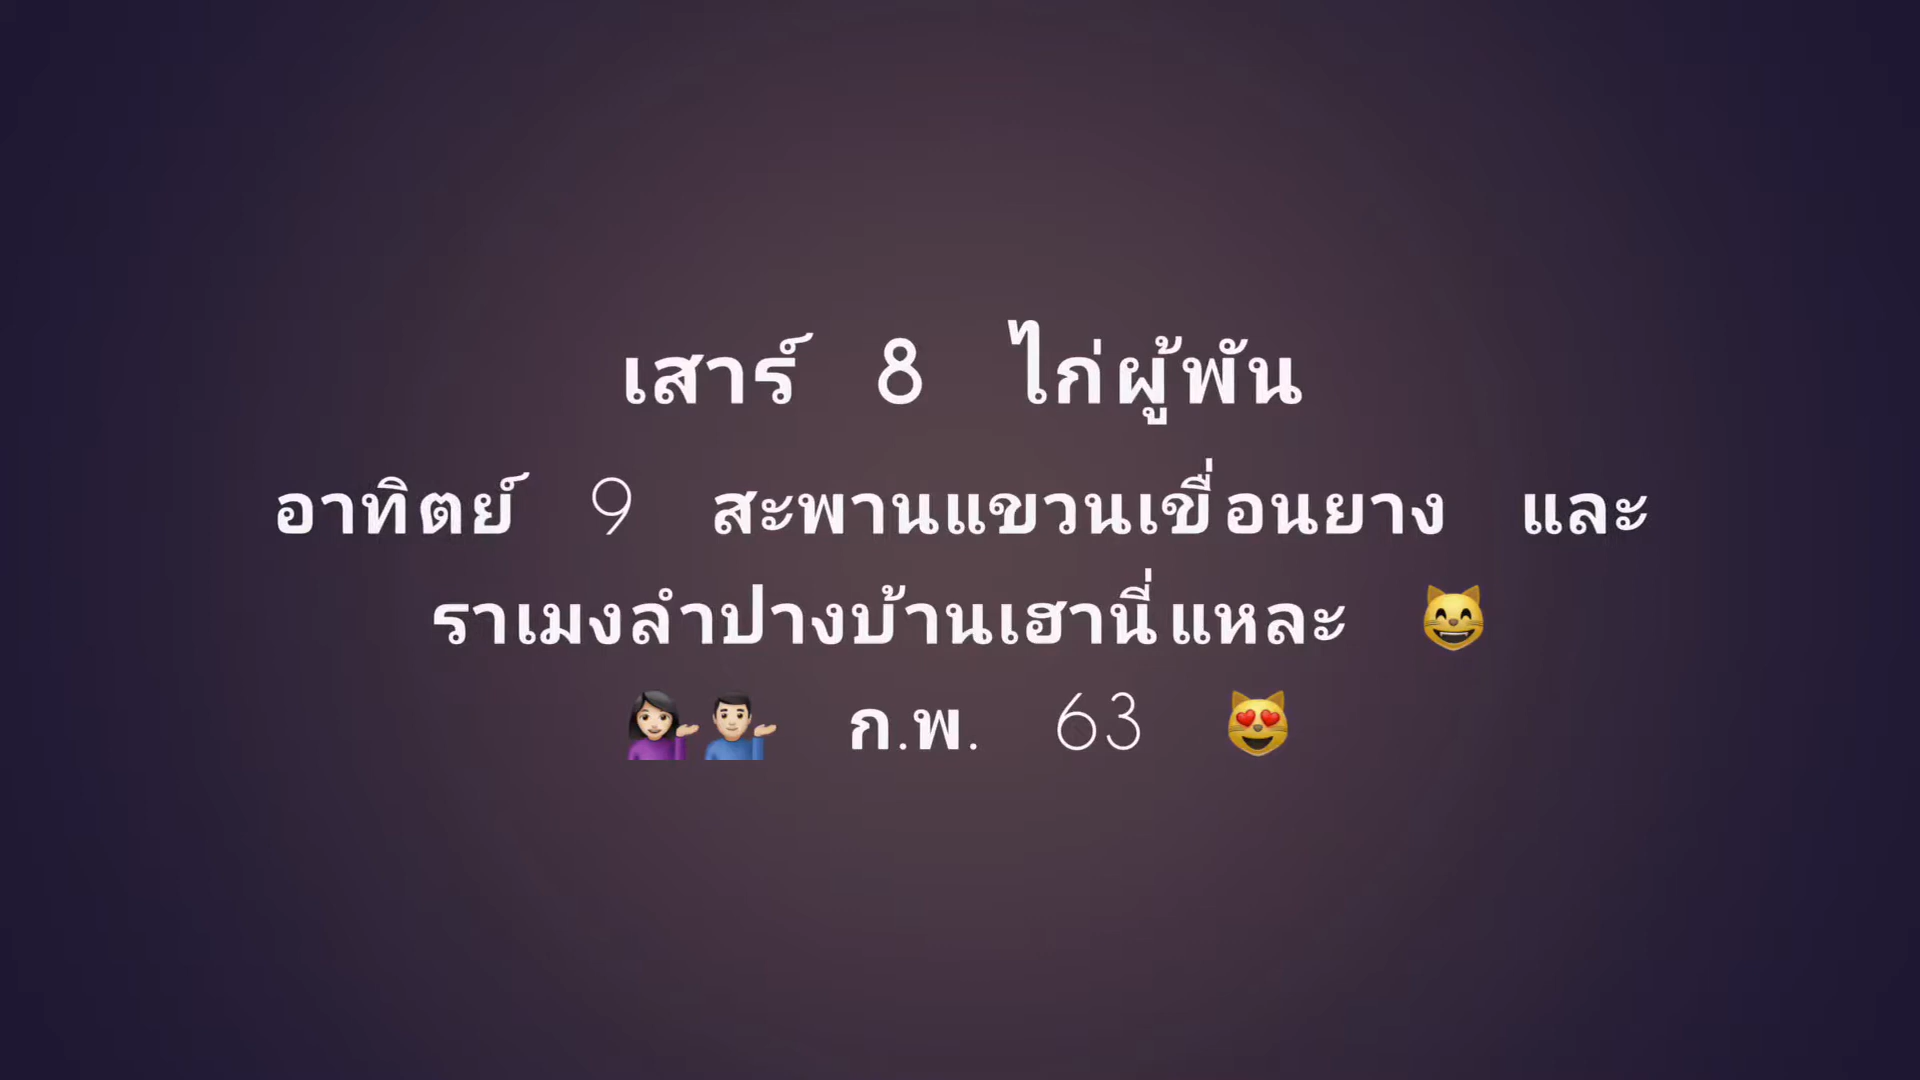 เสาร์ 8 ไก่ผู้พัน
อาทิตย์ 9 สะพานแขวนเขื่อนยาง และ
ราเมงลำปางบ้านเฮานี่แหละ 😸
💁🏻‍♀️💁🏻‍♂️ ก.พ. 63 😻